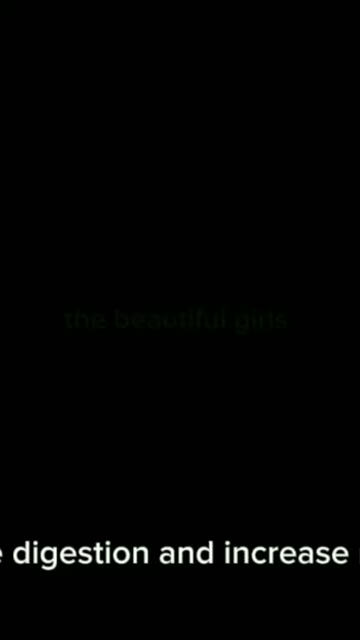 the beautiful girls
digestion and increase